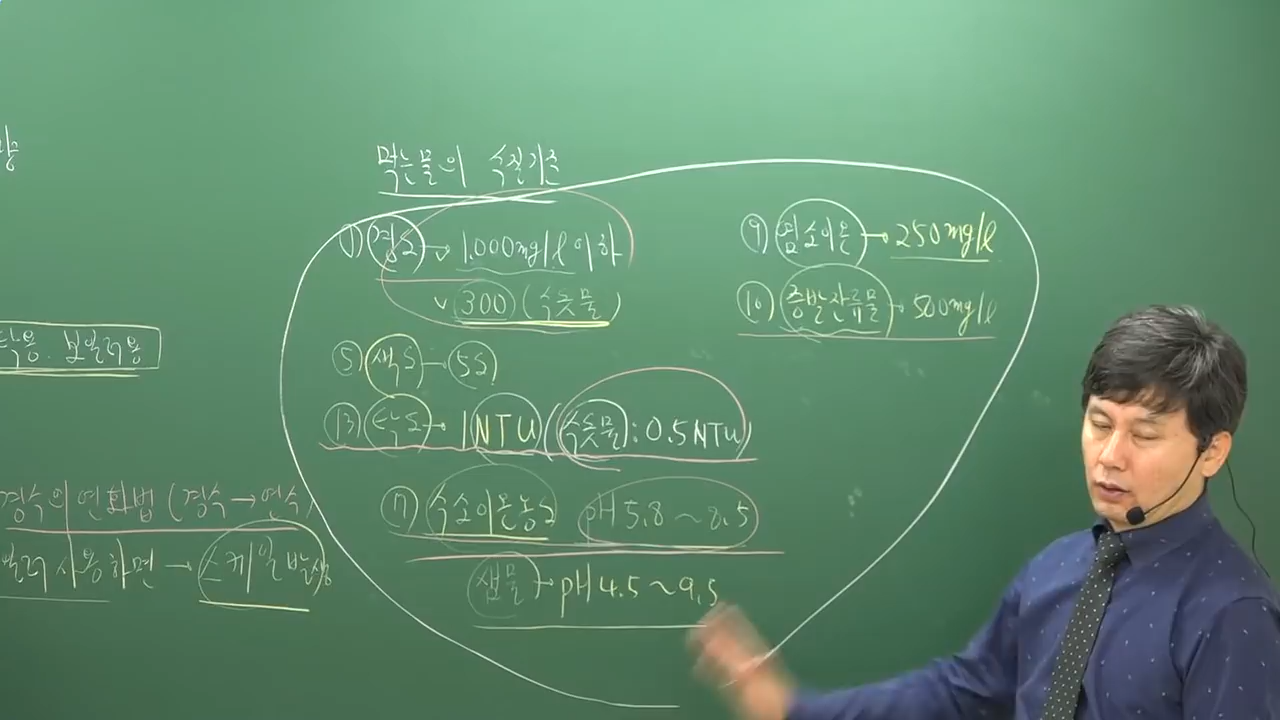 먹는물의 수질기준
① 경도 → ✓ 1,000mg/l 이하
✓ 300 (수돗물)
⑤ 색도 → 5도
⑬ 탁도 → 1NTU (수돗물: 0.5NTU)
수소이온농도 pH 5.8 ~ 8.5
샘물 → pH 4.5 ~ 9.5
⑨ 염소이온 → 250mg/l
⑩ 증발잔류물 → 500mg/l
보일러용
경수의 연화법 (경수 → 연수)
사용하면 → 스케일 발생